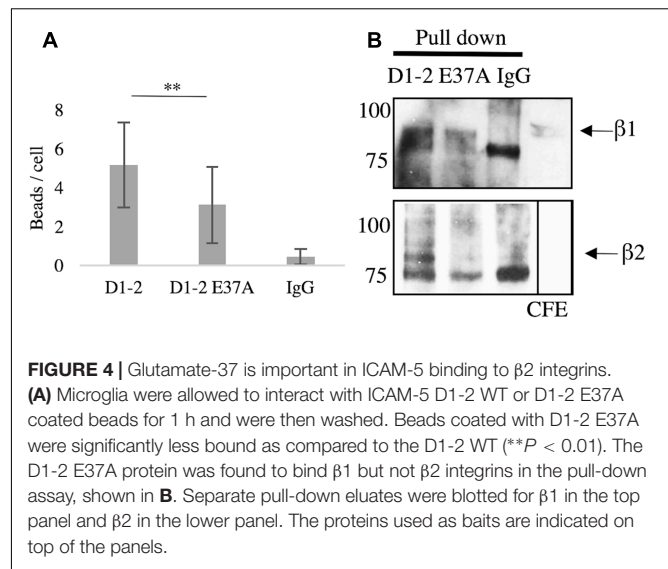 A
B
Pull down
D1-2 E37A IgG
**
8
6
4
2
0
Beads / cell
D1-2
D1-2 E37A
IgG
100
75
β1
100
75
β2
CFE
FIGURE 4 | Glutamate-37 is important in ICAM-5 binding to β2 integrins.
(A) Microglia were allowed to interact with ICAM-5 D1-2 WT or D1-2 E37A
coated beads for 1 h and were then washed. Beads coated with D1-2 E37A
were significantly less bound as compared to the D1-2 WT (**P < 0.01). The
D1-2 E37A protein was found to bind β1 but not β2 integrins in the pull-down
assay, shown in B. Separate pull-down eluates were blotted for β1 in the top
panel and β2 in the lower panel. The proteins used as baits are indicated on
top of the panels.